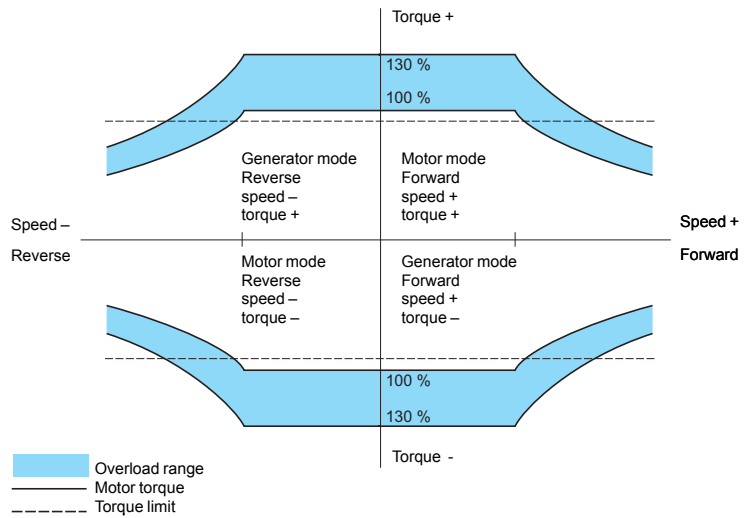 Torque +
130 %
100 %
Generator mode
Reverse
speed –
torque +
Motor mode
Forward
speed +
torque +
Speed –
Reverse
Speed +
Forward
Motor mode
Reverse
speed –
torque –
Generator mode
Forward
speed +
torque –
100 %
130 %
Torque -
Overload range
Motor torque
Torque limit